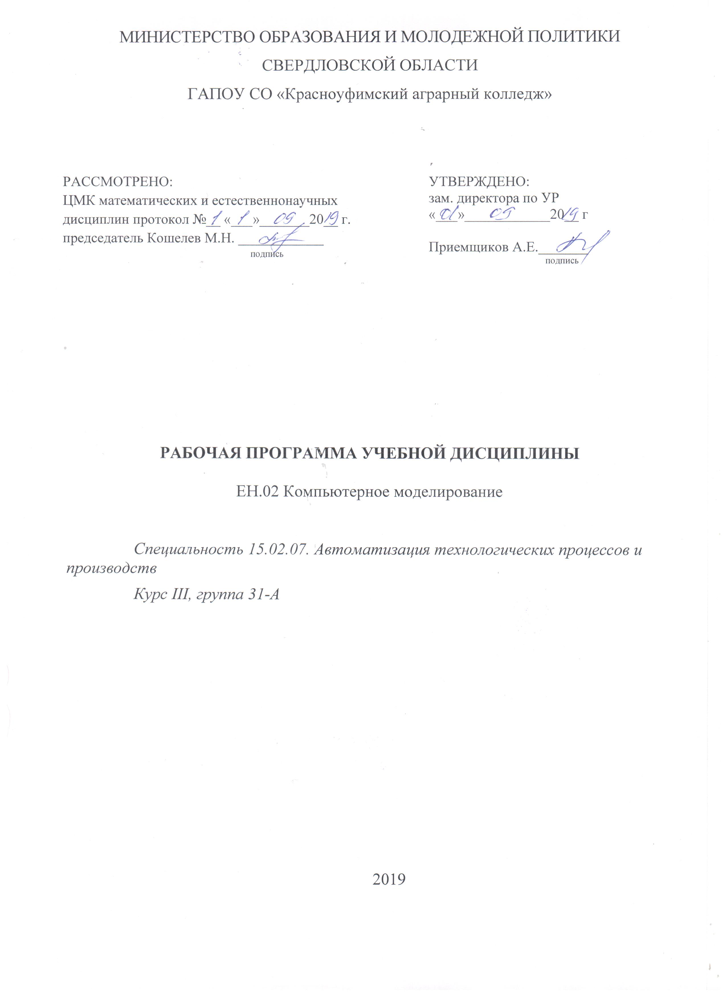 МИНИСТЕРСТВО ОБРАЗОВАНИЯ И МОЛОДЕЖНОЙ ПОЛИТИКИ
СВЕРДЛОВСКОЙ ОБЛАСТИ
ГАПОУ СО «Красноуфимский аграрный колледж»
РАССМОТРЕНО:
ЦМК математических и естественнонаучных
дисциплин протокол № 1 « 1 » 09 2019 г.
председатель Кошелев М.Н.
подпись
УТВЕРЖДЕНО:
зам. директора по УР
« 01 » 09 2019 г
Приемщиков А.Е.
подпись
РАБОЧАЯ ПРОГРАММА УЧЕБНОЙ ДИСЦИПЛИНЫ
ЕН.02 Компьютерное моделирование
Специальность 15.02.07. Автоматизация технологических процессов и
производств
Курс III, группа 31-А
2019